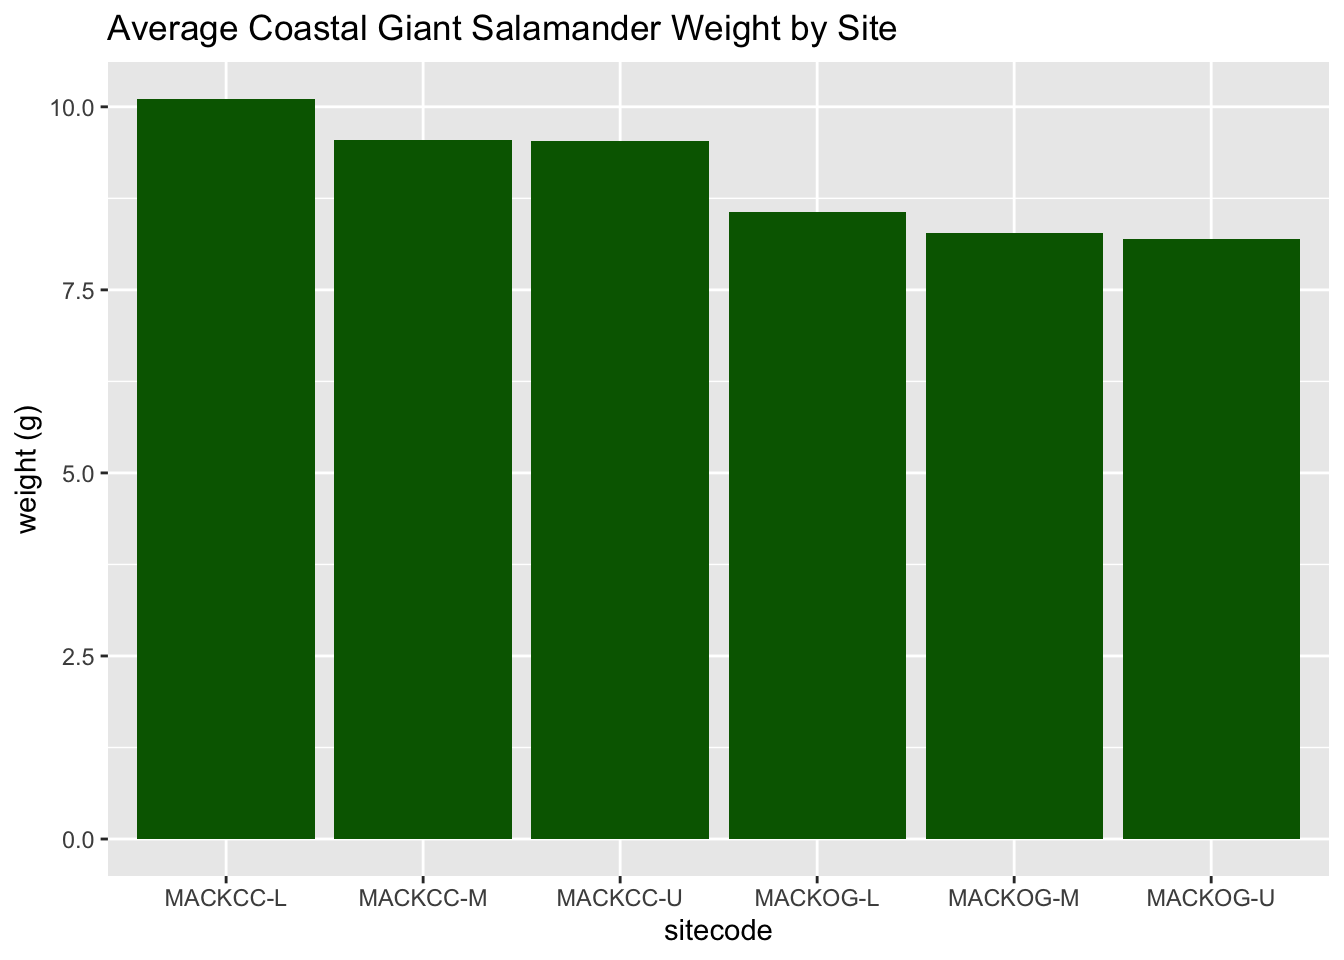 Average Coastal Giant Salamander Weight by Site
10.0
7.5
5.0
2.5
0.0
weight (g)
MACKCC-L MACKCC-M MACKCC-U MACKOG-L MACKOG-M MACKOG-U
sitecode